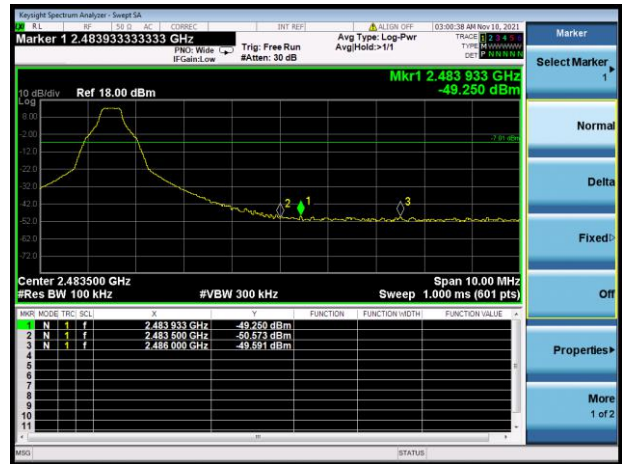 Keysight Spectrum Analyzer - Swept SA
RL RF 50 Ω AC CORREC INT REF ALIGN OFF 03:00:38 AM Nov 10, 2021
Marker 1 2.483933333333 GHz
PNO: Wide Trig: Free Run
IFGain:Low #Atten: 30 dB
Avg Type: Log-Pwr
Avg|Hold:>1/1
TRACE 1 2 3 4 5 6
TYPE M W W W W W
DET P N N N N N
Mkr1 2.483 933 GHz
-49.250 dBm
10 dB/div Ref 18.00 dBm
Log
8.00
-2.00
-7.81 dBm
-12.0
-22.0
-32.0
-42.0
2 1 3
-52.0
-62.0
-72.0
Center 2.483500 GHz Span 10.00 MHz
#Res BW 100 kHz #VBW 300 kHz Sweep 1.000 ms (601 pts)
MKR MODE TRC SCL X Y FUNCTION FUNCTION WIDTH FUNCTION VALUE
1 N 1 f 2.483 933 GHz -49.250 dBm
2 N 1 f 2.483 500 GHz -50.573 dBm
3 N 1 f 2.486 000 GHz -49.591 dBm
4
5
6
7
8
9
10
11
MSG STATUS
Marker
Select Marker
1
Normal
Delta
Fixed
Off
Properties
More
1 of 2